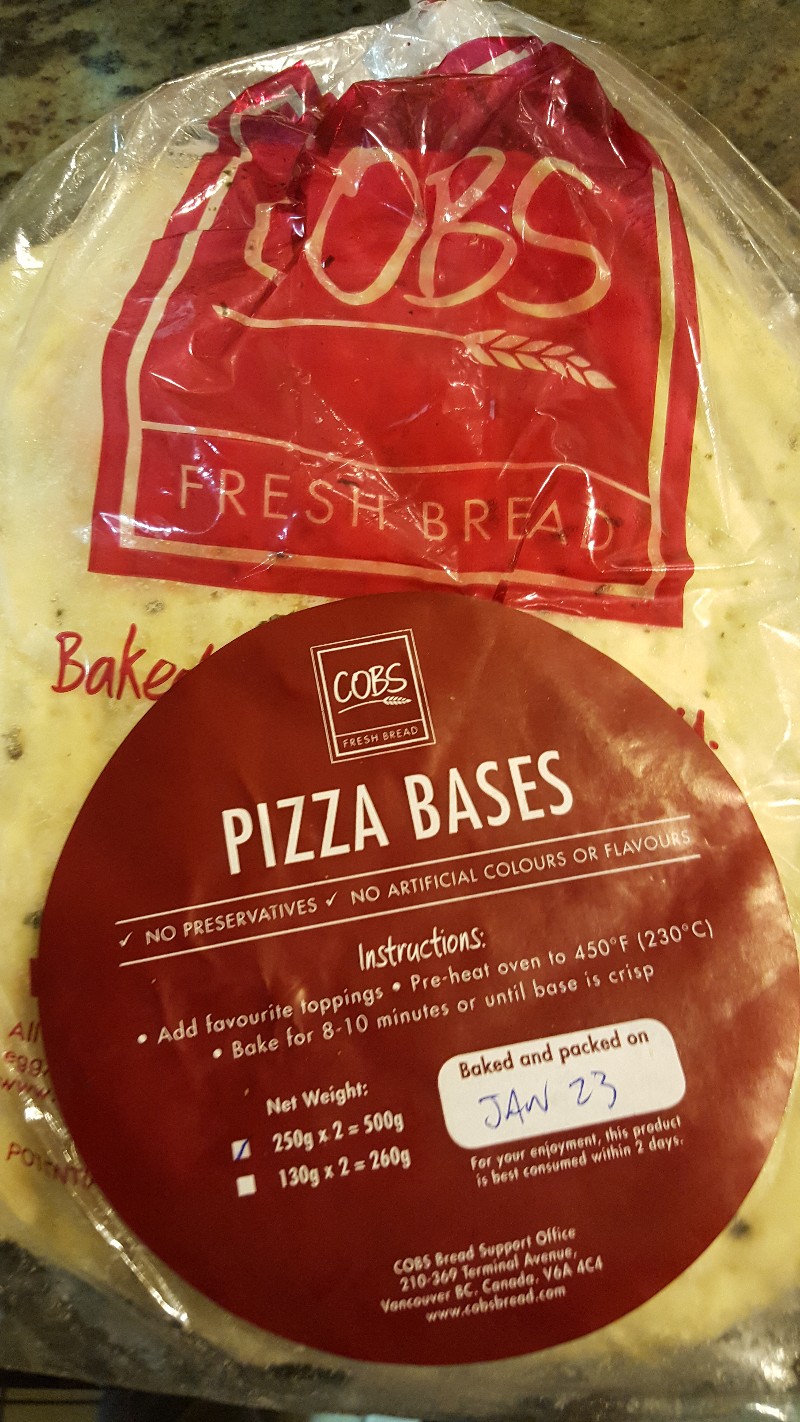 COBS
FRESH BREAD
Baked
COBS
FRESH BREAD
PIZZA BASES
✓ NO PRESERVATIVES ✓ NO ARTIFICIAL COLOURS OR FLAVOURS
Instructions:
• Add favourite toppings • Pre-heat oven to 450°F (230°C)
• Bake for 8-10 minutes or until base is crisp
Baked and packed on
JAN 23
For your enjoyment, this product
is best consumed within 2 days.
Net Weight:
250g x 2 = 500g
130g x 2 = 260g
COBS Bread Support Office
210-369 Terminal Avenue,
Vancouver BC, Canada, V6A 4C4
www.cobsbread.com
All